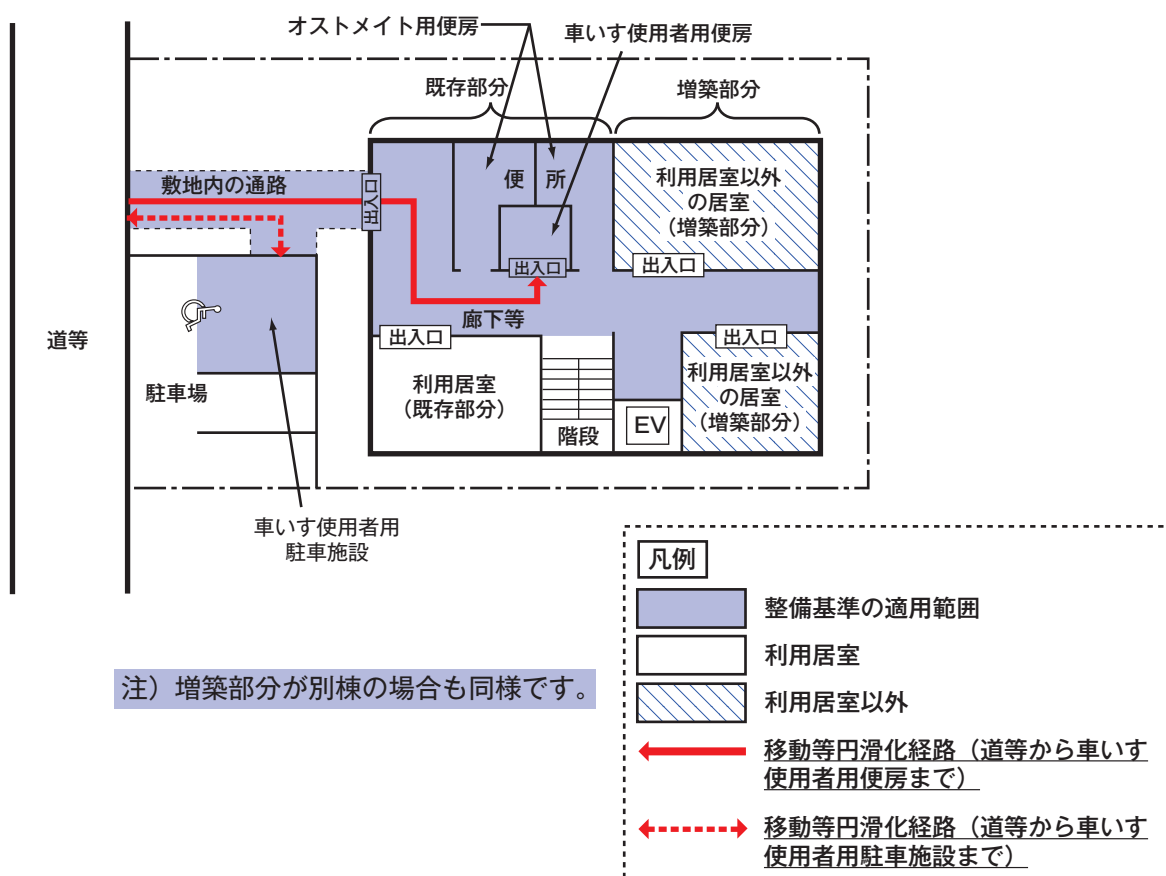 オストメイト用便房
車いす使用者用便房
既存部分
増築部分
敷地内の通路
出入口
便
所
利用居室以外
の居室
（増築部分）
出入口
出入口
廊下等
出入口
出入口
道等
駐車場
利用居室
（既存部分）
階段
EV
利用居室以外
の居室
（増築部分）
車いす使用者用
駐車施設
凡例
整備基準の適用範囲
利用居室
利用居室以外
移動等円滑化経路（道等から車いす
使用者用便房まで）
移動等円滑化経路（道等から車いす
使用者用駐車施設まで）
注）増築部分が別棟の場合も同様です。